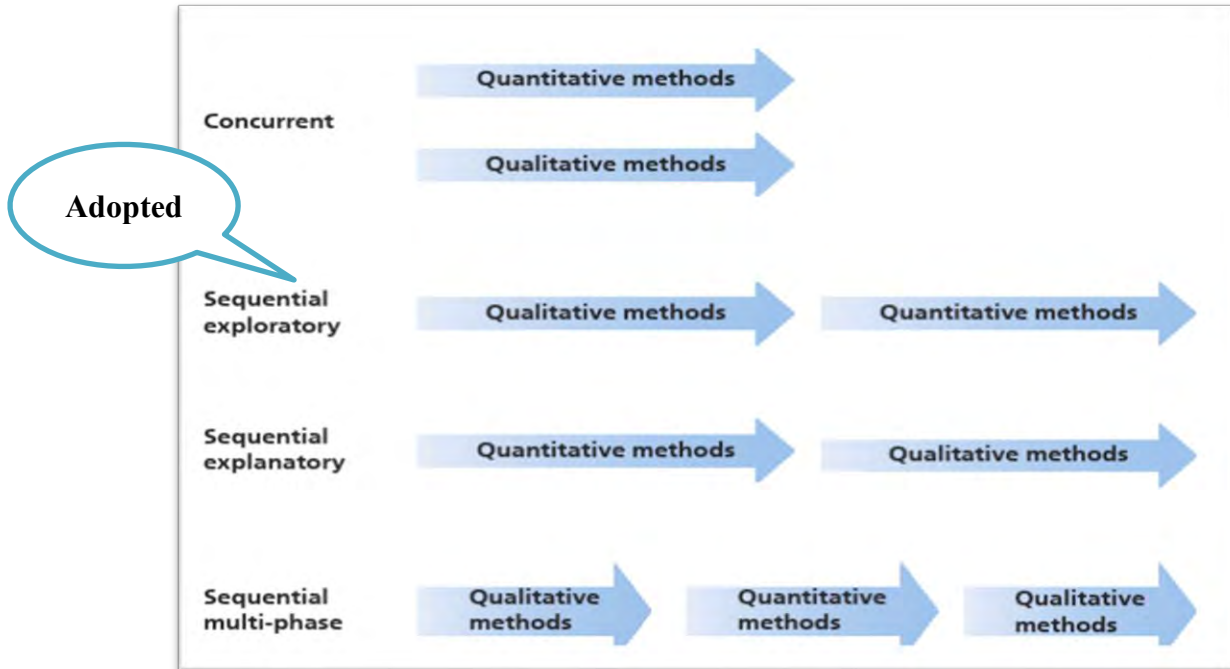 Quantitative methods
Concurrent
Qualitative methods
Adopted
Sequential
exploratory
Qualitative methods
Quantitative methods
Sequential
explanatory
Quantitative methods
Qualitative methods
Sequential
multi-phase
Qualitative
methods
Quantitative
methods
Qualitative
methods